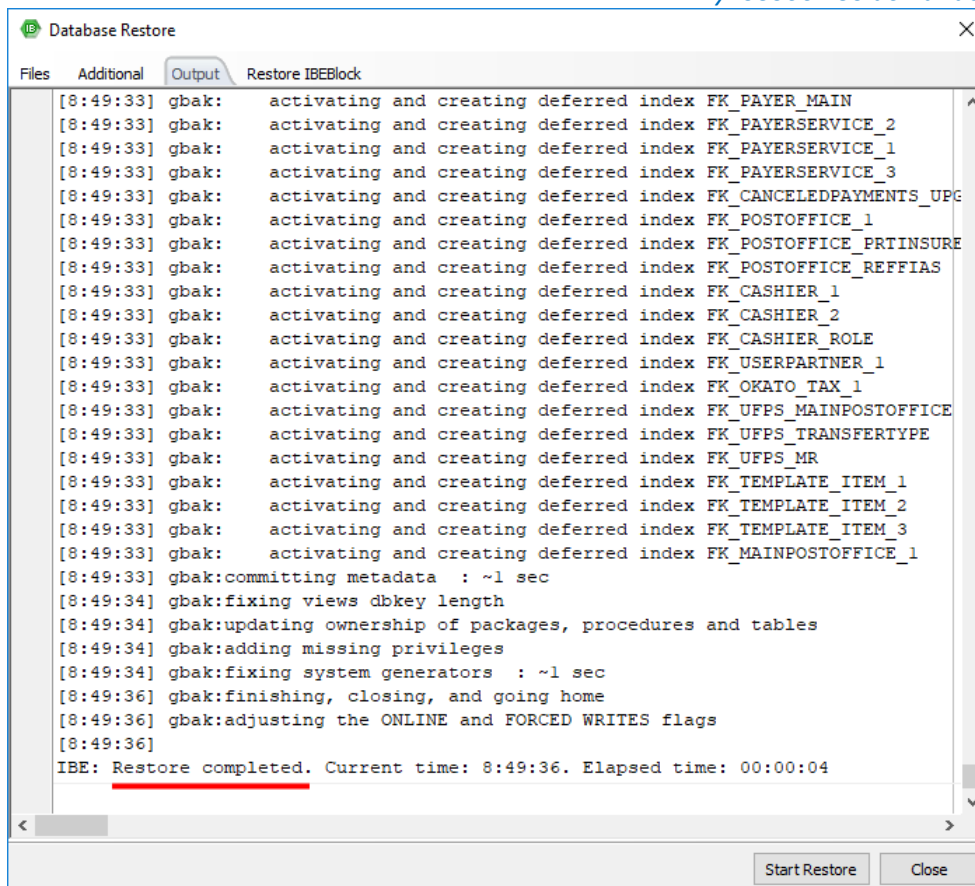 Database Restore
Files Additional Output Restore IBEBlock
[8:49:33] gbak: activating and creating deferred index FK_PAYER_MAIN
[8:49:33] gbak: activating and creating deferred index FK_PAYERSERVICE_2
[8:49:33] gbak: activating and creating deferred index FK_PAYERSERVICE_1
[8:49:33] gbak: activating and creating deferred index FK_PAYERSERVICE_3
[8:49:33] gbak: activating and creating deferred index FK_CANCELEDPAYMENTS_UPG
[8:49:33] gbak: activating and creating deferred index FK_POSTOFFICE_1
[8:49:33] gbak: activating and creating deferred index FK_POSTOFFICE_PRTINSURE
[8:49:33] gbak: activating and creating deferred index FK_POSTOFFICE_REFFIAS
[8:49:33] gbak: activating and creating deferred index FK_CASHIER_1
[8:49:33] gbak: activating and creating deferred index FK_CASHIER_2
[8:49:33] gbak: activating and creating deferred index FK_CASHIER_ROLE
[8:49:33] gbak: activating and creating deferred index FK_USERPARTNER_1
[8:49:33] gbak: activating and creating deferred index FK_OKATO_TAX_1
[8:49:33] gbak: activating and creating deferred index FK_UFPS_MAINPOSTOFFICE
[8:49:33] gbak: activating and creating deferred index FK_UFPS_TRANSFERTYPE
[8:49:33] gbak: activating and creating deferred index FK_UFPS_MR
[8:49:33] gbak: activating and creating deferred index FK_TEMPLATE_ITEM_1
[8:49:33] gbak: activating and creating deferred index FK_TEMPLATE_ITEM_2
[8:49:33] gbak: activating and creating deferred index FK_TEMPLATE_ITEM_3
[8:49:33] gbak: activating and creating deferred index FK_MAINPOSTOFFICE_1
[8:49:33] gbak:committing metadata : ~1 sec
[8:49:34] gbak:fixing views dbkey length
[8:49:34] gbak:updating ownership of packages, procedures and tables
[8:49:34] gbak:adding missing privileges
[8:49:34] gbak:fixing system generators : ~1 sec
[8:49:36] gbak:finishing, closing, and going home
[8:49:36] gbak:adjusting the ONLINE and FORCED WRITES flags
[8:49:36]
IBE: Restore completed. Current time: 8:49:36. Elapsed time: 00:00:04
Start Restore Close